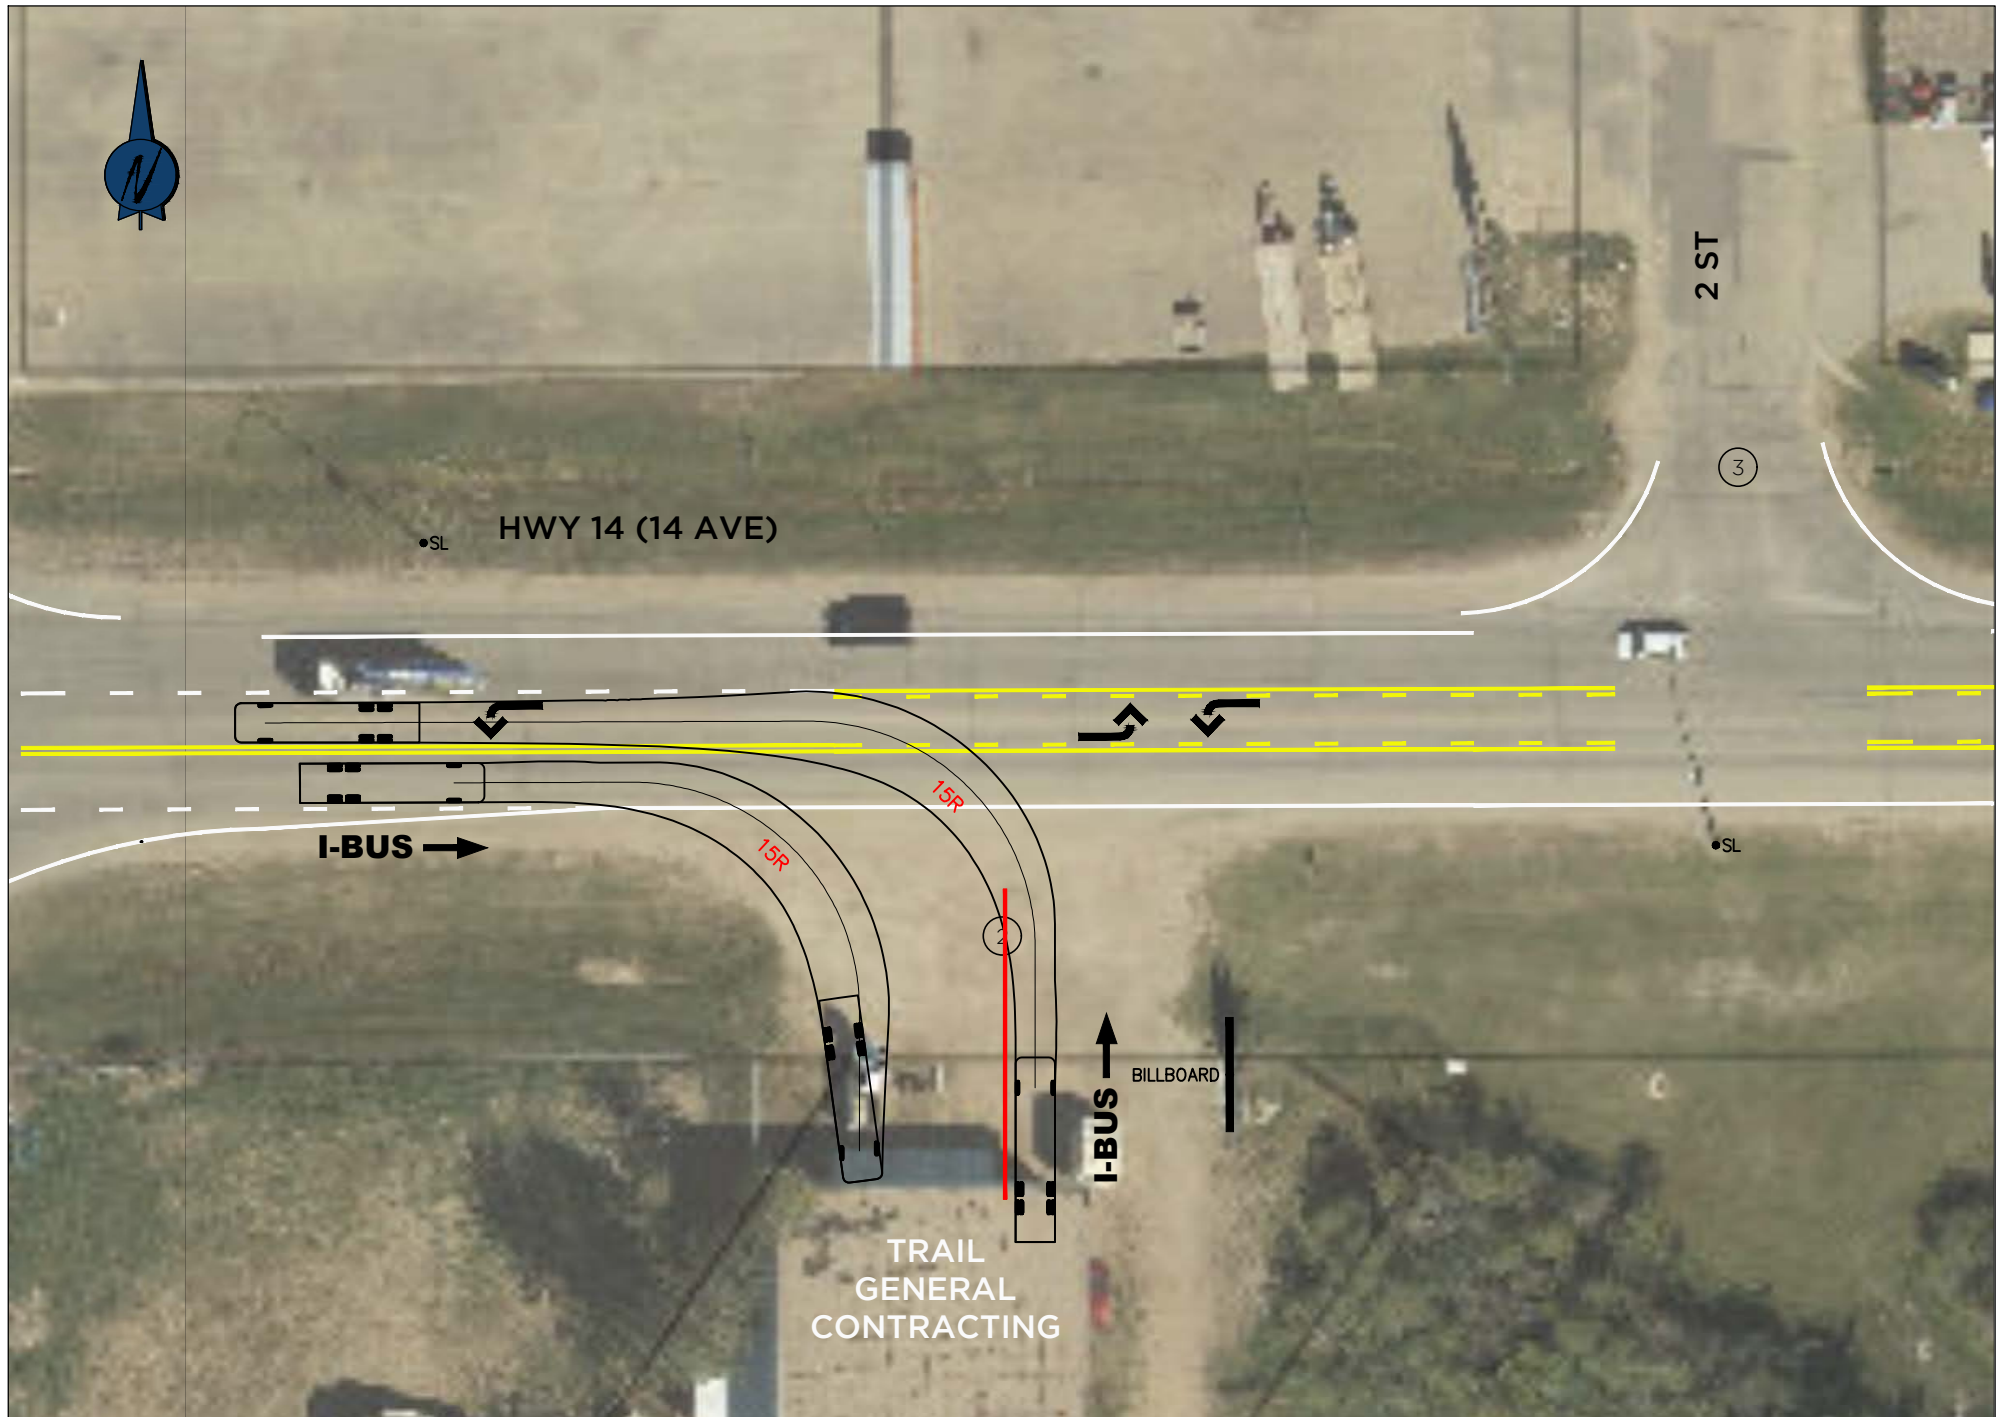 N
2 ST
3
HWY 14 (14 AVE)
SL
15R
SL
I-BUS
15R
2
BILLBOARD
I-BUS
TRAIL
GENERAL
CONTRACTING